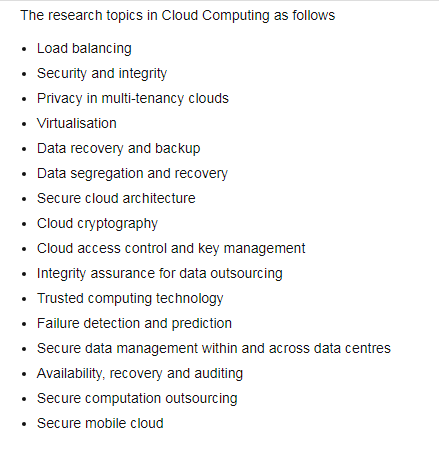 The research topics in Cloud Computing as follows
• Load balancing
• Security and integrity
• Privacy in multi-tenancy clouds
• Virtualisation
• Data recovery and backup
• Data segregation and recovery
• Secure cloud architecture
• Cloud cryptography
• Cloud access control and key management
• Integrity assurance for data outsourcing
• Trusted computing technology
• Failure detection and prediction
• Secure data management within and across data centres
• Availability, recovery and auditing
• Secure computation outsourcing
• Secure mobile cloud